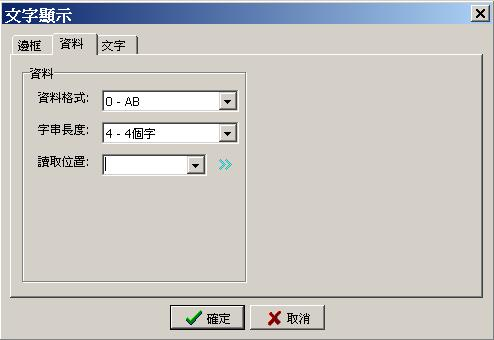 文字顯示
邊框 資料 文字
資料
資料格式: 0 - AB
字串長度: 4 - 4個字
讀取位置:
確定 取消